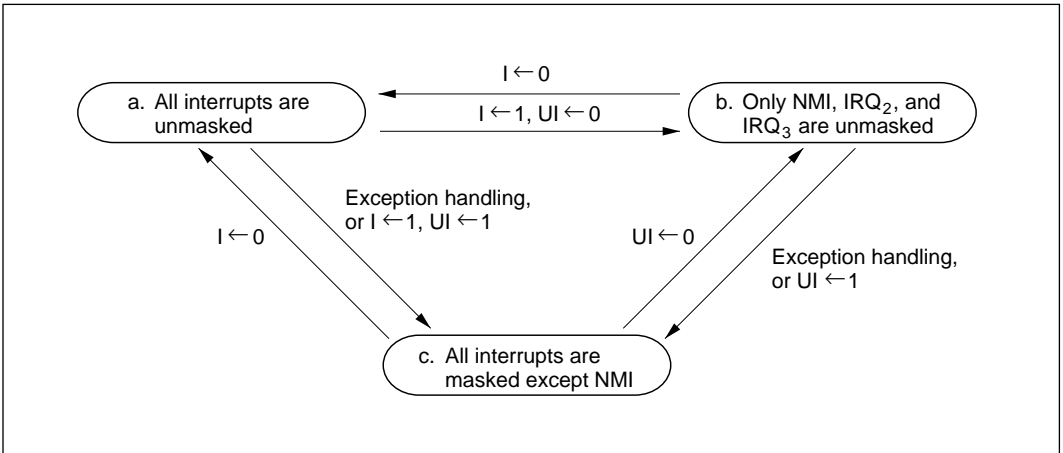 I ← 0
a. All interrupts are
unmasked
I ← 1, UI ← 0
b. Only NMI, IRQ₂, and
IRQ₃ are unmasked
Exception handling,
or I ← 1, UI ← 1
I ← 0
UI ← 0
Exception handling,
or UI ← 1
c. All interrupts are
masked except NMI